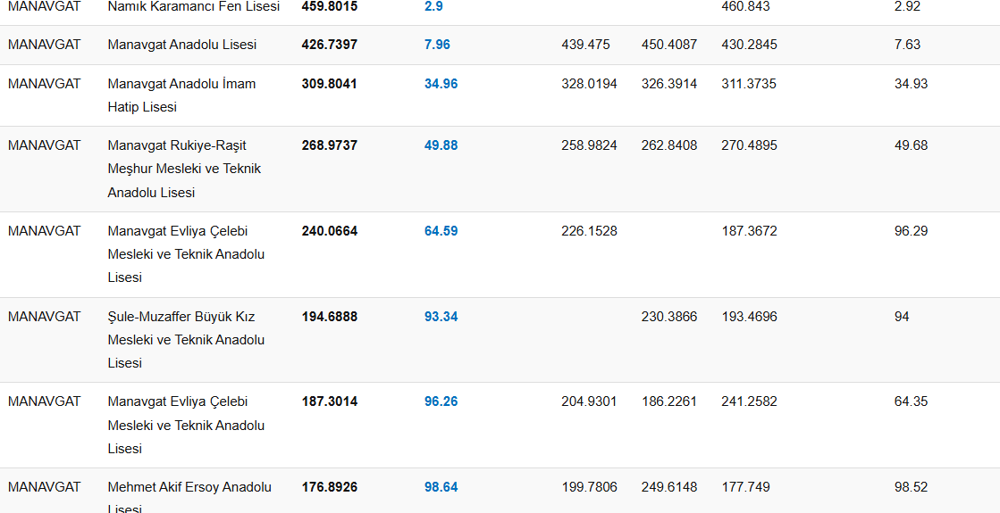 MANAVGAT Namık Karamancı Fen Lisesi 459.8015 2.9 460.843 2.92
MANAVGAT Manavgat Anadolu Lisesi 426.7397 7.96 439.475 450.4087 430.2845 7.63
MANAVGAT Manavgat Anadolu İmam 309.8041 34.96 328.0194 326.3914 311.3735 34.93
Hatip Lisesi
MANAVGAT Manavgat Rukiye-Raşit 268.9737 49.88 258.9824 262.8408 270.4895 49.68
Meşhur Mesleki ve Teknik
Anadolu Lisesi
MANAVGAT Manavgat Evliya Çelebi 240.0664 64.59 226.1528 187.3672 96.29
Mesleki ve Teknik Anadolu
Lisesi
MANAVGAT Şule-Muzaffer Büyük Kız 194.6888 93.34 230.3866 193.4696 94
Mesleki ve Teknik Anadolu
Lisesi
MANAVGAT Manavgat Evliya Çelebi 187.3014 96.26 204.9301 186.2261 241.2582 64.35
Mesleki ve Teknik Anadolu
Lisesi
MANAVGAT Mehmet Akif Ersoy Anadolu 176.8926 98.64 199.7806 249.6148 177.749 98.52
Lisesi